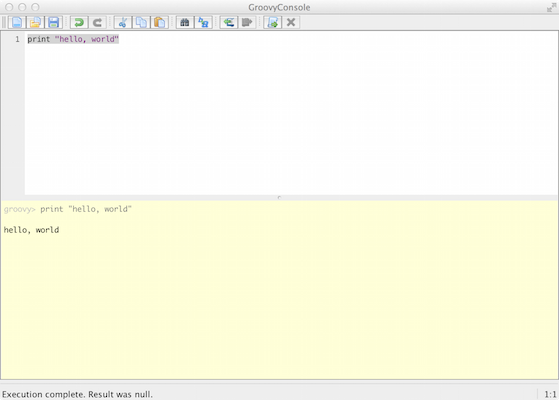 GroovyConsole
1 print "hello, world"
groovy> print "hello, world"
hello, world
Execution complete. Result was null. 1:1